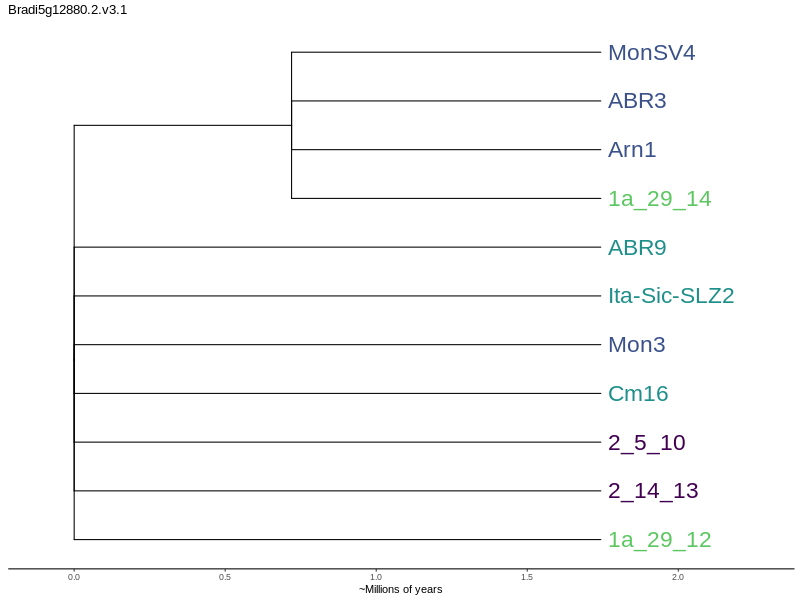 Bradi5g12880.2.v3.1
MonSV4
ABR3
Arn1
1a_29_14
ABR9
Ita-Sic-SLZ2
Mon3
Cm16
2_5_10
2_14_13
1a_29_12
0.0 0.5 1.0 1.5 2.0
~Millions of years